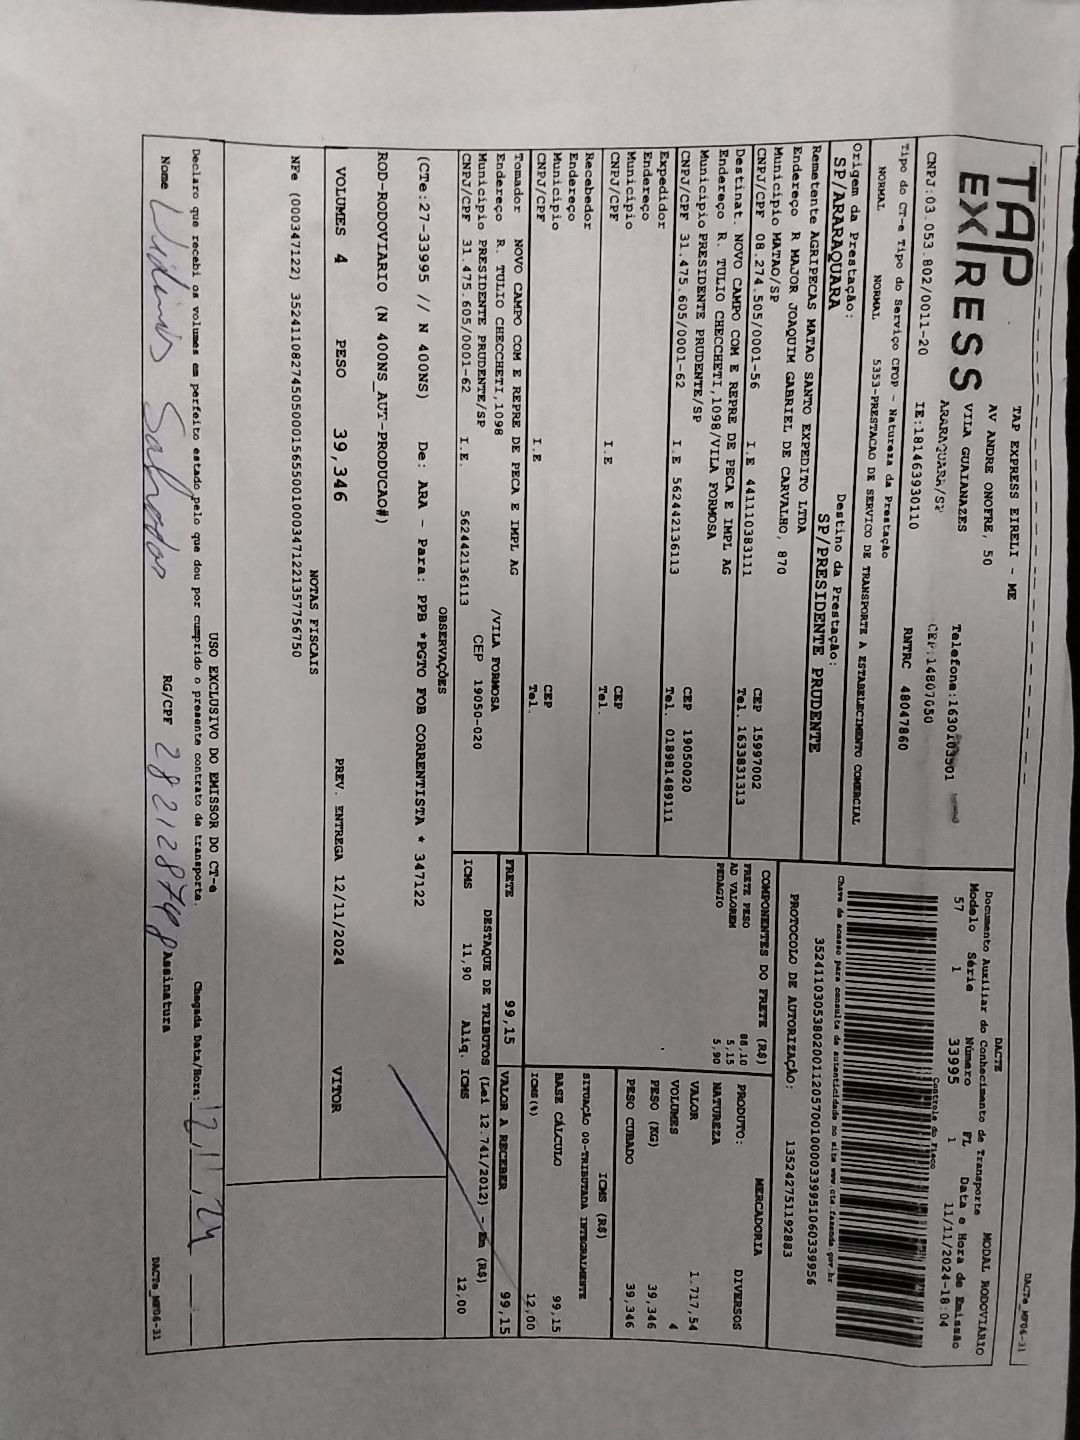 DACTe_MP06-31
TAP
EXPRESS
TAP EXPRESS EIRELI - ME
AV ANDRE ONOFRE, 50
VILA GUAIANAZES
ARARAQUARA/SP
CNPJ:03.053.802/0011-20 IE:181463930110
CEP:14807050
RNTRC 48047860
DACTE
Documento Auxiliar do Conhecimento de Transporte
MODAL RODOVIÁRIO
Modelo Série Número FL Data e Hora de Emissão
57 1 33995 1 11/11/2024-18:04
Controle do Fisco
Chave de acesso para consulta de autenticidade no site www.cte.fazenda.gov.br
PROTOCOLO DE AUTORIZAÇÃO: 135242751192883
Tipo do CT-e Tipo do Serviço CFOP - Natureza da Prestação
NORMAL NORMAL 5353-PRESTACAO DE SERVICO DE TRANSPORTE A ESTABELECIMENTO COMERCIAL
Origem da Prestação: Destino da Prestação:
SP/ARARAQUARA SP/PRESIDENTE PRUDENTE
Remetente AGRIPECAS MATAO SANTO EXPEDITO LTDA
Endereço R MAJOR JOAQUIM GABRIEL DE CARVALHO, 870
Município MATAO/SP CEP 15997002
CNPJ/CPF 08.274.505/0001-56 I.E 441110383111 Tel. 1633831313
Destinat. NOVO CAMPO COM E REPRE DE PECA E IMPL AG
Endereço R. TULIO CHECCHETI,1098/VILA FORMOSA
Município PRESIDENTE PRUDENTE/SP CEP 19050020
CNPJ/CPF 31.475.605/0001-62 I.E 562442136113 Tel. 018981489111
Expedidor
Endereço
Município CEP
CNPJ/CPF I.E Tel.
Recebedor
Endereço
Município CEP
CNPJ/CPF I.E Tel.
Tomador NOVO CAMPO COM E REPRE DE PECA E IMPL AG
Endereço R. TULIO CHECCHETI,1098 /VILA FORMOSA
Município PRESIDENTE PRUDENTE/SP CEP 19050-020
CNPJ/CPF 31.475.605/0001-62 I.E. 562442136113
COMPONENTES DO FRETE (R$)
FRETE PESO 88,10
AD VALOREM 5,15
PEDAGIO 5,90
MERCADORIA
PRODUTO: DIVERSOS
NATUREZA
VALOR 1.717,54
VOLUMES 4
PESO (KG) 39,346
PESO CUBADO 39,346
ICMS (R$)
SITUAÇÃO 00-TRIBUTADA INTEGRALMENTE
BASE CÁLCULO 99,15
ICMS(%) 12,00
FRETE 99,15 VALOR A RECEBER 99,15
DESTAQUE DE TRIBUTOS (Lei 12.741/2012) - Em (R$)
ICMS 11,90 Alíq. ICMS 12,00
OBSERVAÇÕES
(CTe:27-33995 // N 400NS) De: ARA - Para: PPB *PGTO FOB CORRENTISTA * 347122
ROD-RODOVIARIO (N 400NS_AUT-PRODUCAO#)
VOLUMES 4 PESO 39,346 PREV. ENTREGA 12/11/2024 VITOR
NOTAS FISCAIS
NFe (000347122) 35241108274505000156550010003471221357756750
USO EXCLUSIVO DO EMISSOR DO CT-e
Declaro que recebi os volumes em perfeito estado pelo que dou por cumprido o presente contrato de transporte. Chegada Data/Hora:
Nome RG/CPF Assinatura
DACTe_MP06-31